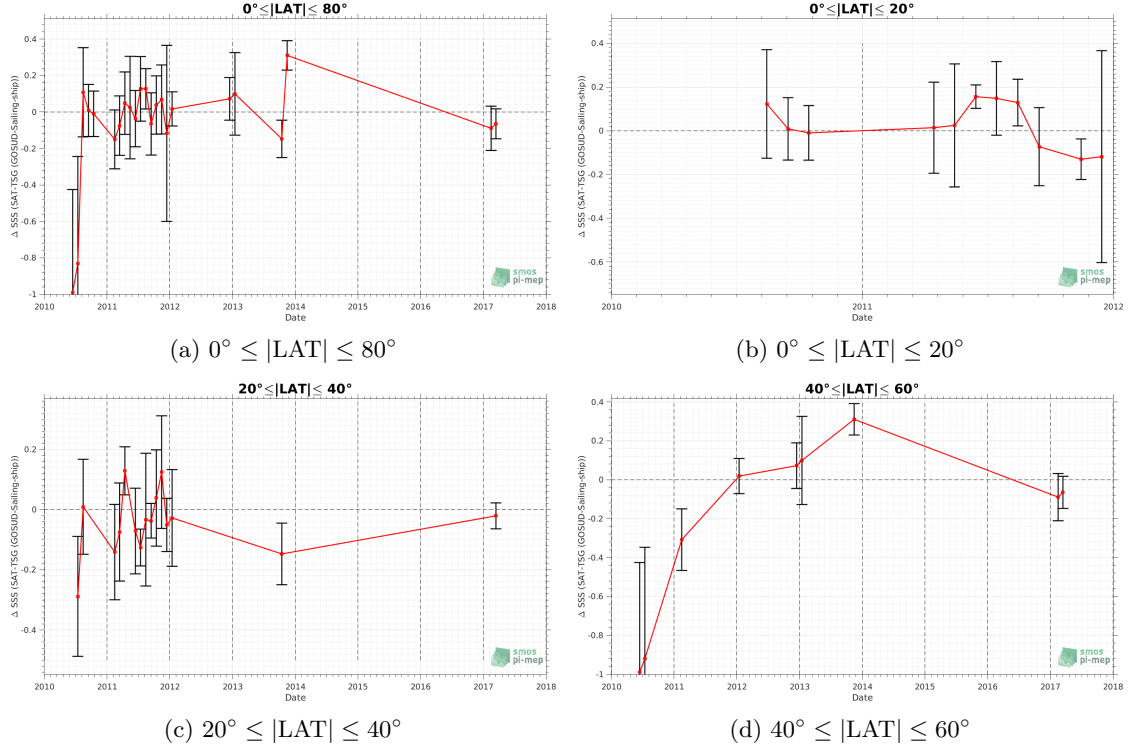 0°≤|LAT|≤ 80°
0.4
0.2
0
-0.2
-0.4
-0.6
-0.8
-1
Δ SSS (SAT-TSG (GOSUD-Sailing-ship))
2010 2011 2012 2013 2014 2015 2016 2017 2018
Date
smos
pi-mep
(a) 0° ≤ |LAT| ≤ 80°
0°≤|LAT|≤ 20°
0.4
0.2
0
-0.2
-0.4
-0.6
Δ SSS (SAT-TSG (GOSUD-Sailing-ship))
2010 2011 2012
Date
smos
pi-mep
(b) 0° ≤ |LAT| ≤ 20°
20°≤|LAT|≤ 40°
0.2
0
-0.2
-0.4
Δ SSS (SAT-TSG (GOSUD-Sailing-ship))
2010 2011 2012 2013 2014 2015 2016 2017 2018
Date
smos
pi-mep
(c) 20° ≤ |LAT| ≤ 40°
40°≤|LAT|≤ 60°
0.4
0.2
0
-0.2
-0.4
-0.6
-0.8
-1
Δ SSS (SAT-TSG (GOSUD-Sailing-ship))
2010 2011 2012 2013 2014 2015 2016 2017 2018
Date
smos
pi-mep
(d) 40° ≤ |LAT| ≤ 60°